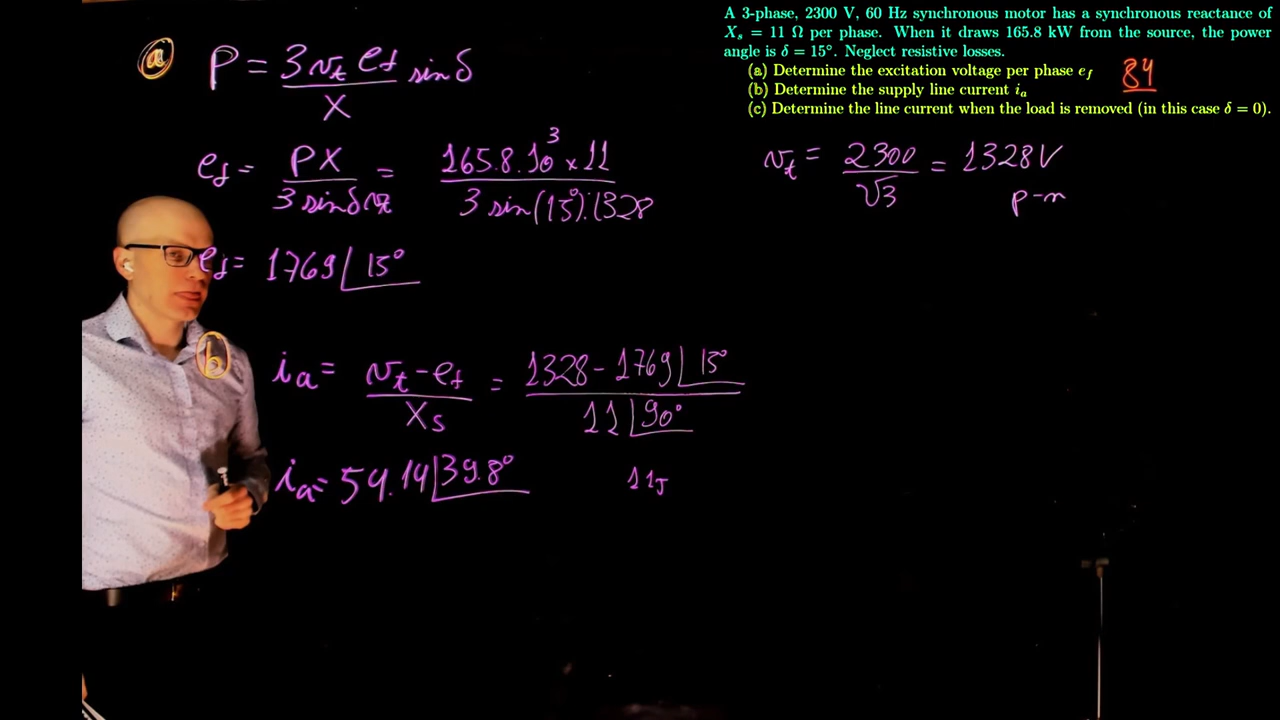 A 3-phase, 2300 V, 60 Hz synchronous motor has a synchronous reactance of
Xs = 11 Ω per phase. When it draws 165.8 kW from the source, the power
angle is δ = 15°. Neglect resistive losses.
(a) Determine the excitation voltage per phase ef
(b) Determine the supply line current ia
(c) Determine the line current when the load is removed (in this case δ = 0).
84
(a) P = 3 vt ef / X sin δ
ef = PX / 3 sin δ vt = 165.8·10³ × 11 / 3 sin(15°)·1328
vt = 2300 / √3 = 1328 V
p-n
ef = 1769 ∠15°
(b) ia = vt - ef / Xs = 1328 - 1769 ∠15° / 11 ∠90°
ia = 54.14 ∠39.8°
11J